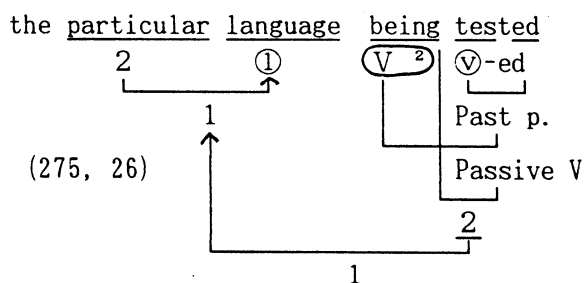 the particular language being tested
2 ① V ² ⓥ-ed
1 Past p.
(275, 26) Passive V
2
1